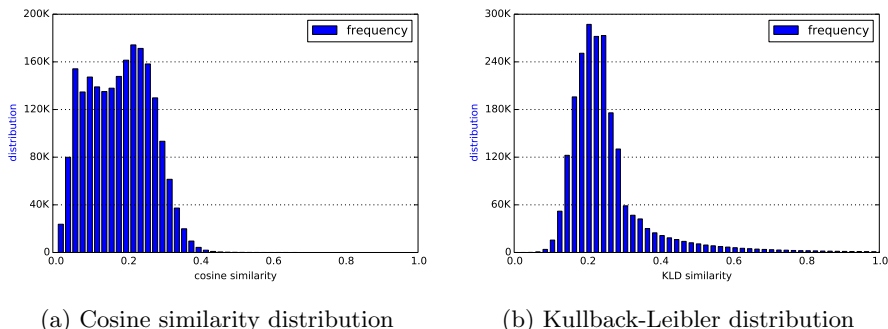 200K
160K
120K
80K
40K
0
distribution
frequency
0.0 0.2 0.4 0.6 0.8 1.0
cosine similarity
(a) Cosine similarity distribution
300K
240K
180K
120K
60K
0
distribution
frequency
0.0 0.2 0.4 0.6 0.8 1.0
KLD similarity
(b) Kullback-Leibler distribution